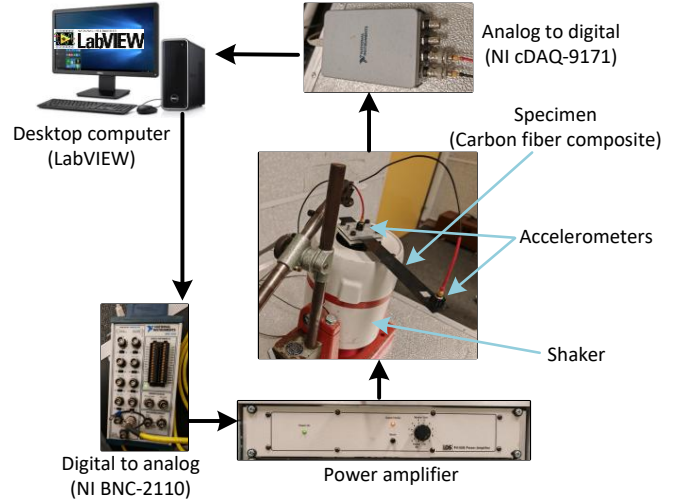 LabVIEW
Analog to digital
(NI cDAQ-9171)
Desktop computer
(LabVIEW)
Specimen
(Carbon fiber composite)
Accelerometers
Shaker
Digital to analog
(NI BNC-2110)
Power amplifier